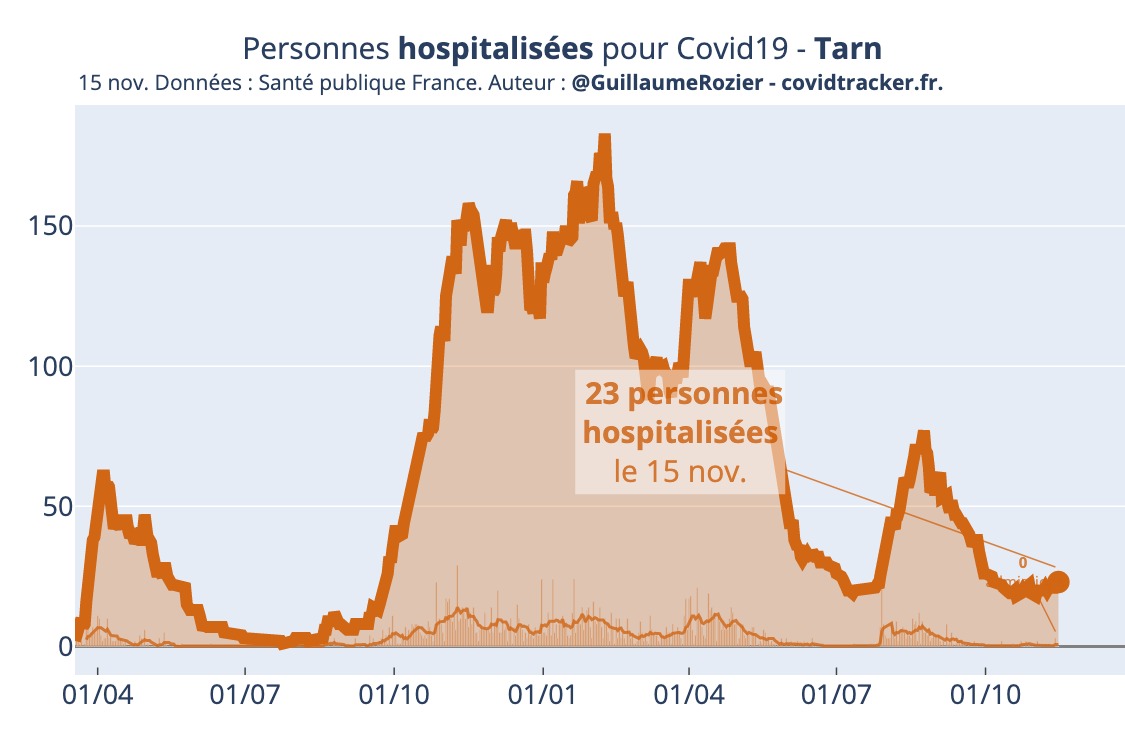 Personnes hospitalisées pour Covid19 - Tarn
15 nov. Données : Santé publique France. Auteur : @GuillaumeRozier - covidtracker.fr.
150
100
50
0
23 personnes
hospitalisées
le 15 nov.
0
01/04 01/07 01/10 01/01 01/04 01/07 01/10